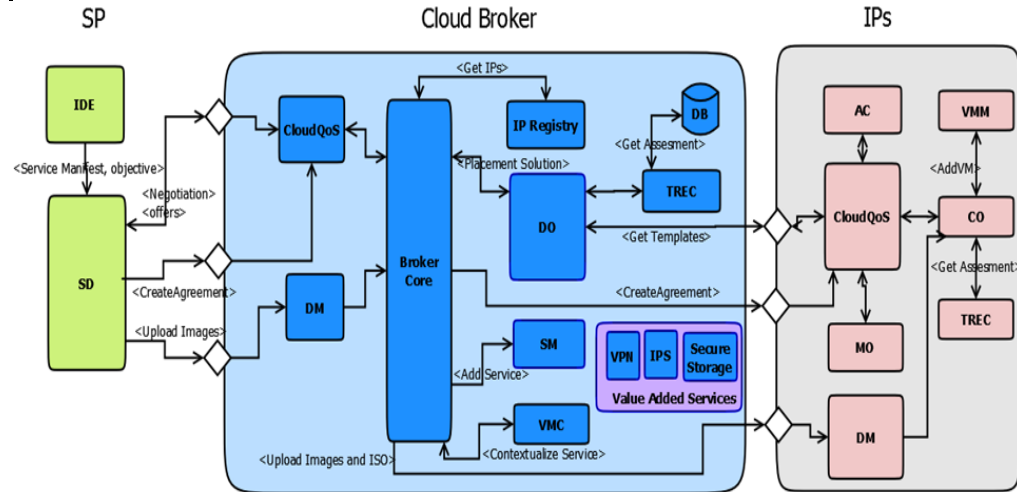 SP
Cloud Broker
IPs
IDE
<Service Manifest, objective>
<Negotiation>
<offers>
SD
<CreateAgreement>
<Upload Images>
CloudQoS
DM
Broker
Core
<Get IPs>
IP Registry
DB
<Get Assesment>
<Placement Solution>
TREC
DO
<Get Templates>
<CreateAgreement>
SM
<Add Service>
VPN
IPS
Secure
Storage
Value Added Services
VMC
<Contextualize Service>
<Upload Images and ISO>
AC
VMM
<AddVM>
CloudQoS
CO
<Get Assesment>
TREC
MO
DM